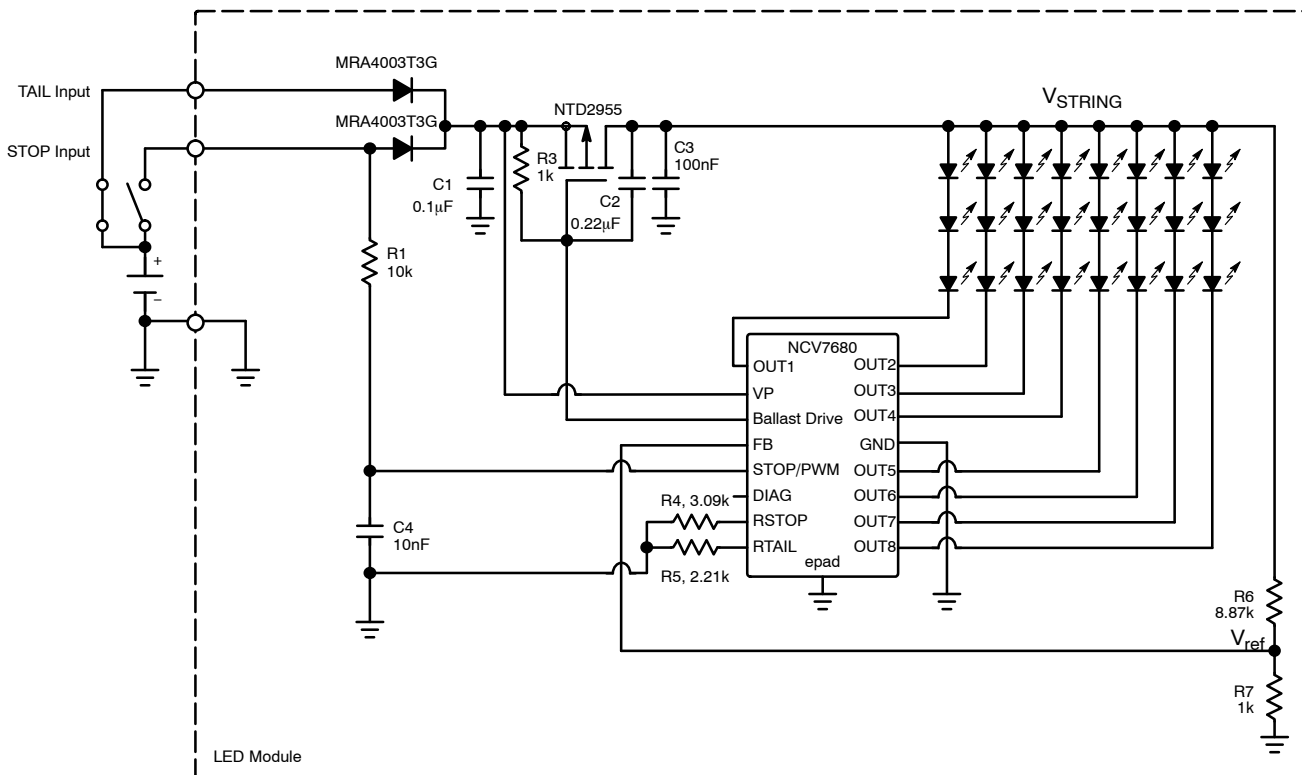 MRA4003T3G
TAIL Input
NTD2955
VSTRING
MRA4003T3G
STOP Input
R3
1k
C3
100nF
C1
0.1μF
C2
0.22μF
R1
10k
+
–
NCV7680
OUT1
OUT2
VP
OUT3
Ballast Drive
OUT4
FB
GND
STOP/PWM
OUT5
DIAG
OUT6
R4, 3.09k
RSTOP
OUT7
RTAIL
OUT8
C4
10nF
R5, 2.21k
epad
R6
8.87k
Vref
R7
1k
LED Module